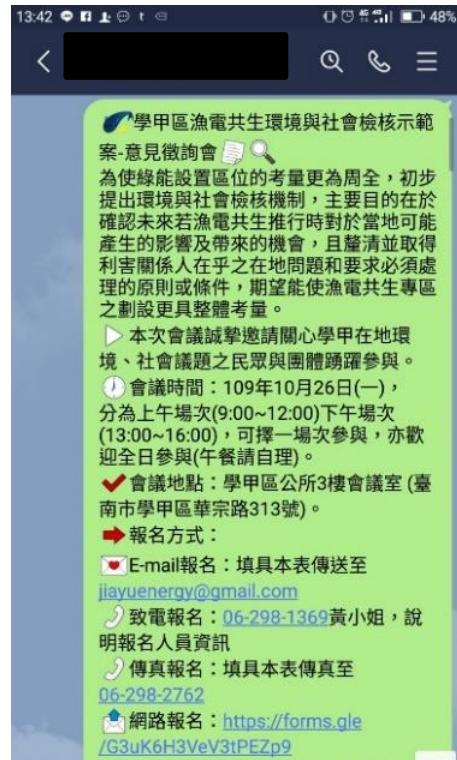 13:42
48%
學甲區漁電共生環境與社會檢核示範
案-意見徵詢會
為使綠能設置區位的考量更為周全，初步
提出環境與社會檢核機制，主要目的在於
確認未來若漁電共生推行時對於當地可能
產生的影響及帶來的機會，且釐清並取得
利害關係人在乎之在地問題和要求必須處
理的原則或條件，期望能使漁電共生專區
之劃設更具整體考量。
本次會議誠摯邀請關心學甲在地環
境、社會議題之民眾與團體踴躍參與。
會議時間：109年10月26日(一)，
分為上午場次(9:00~12:00)下午場次
(13:00~16:00)，可擇一場次參與，亦歡
迎全日參與(午餐請自理)。
會議地點：學甲區公所3樓會議室 (臺
南市學甲區華宗路313號)。
報名方式：
E-mail報名：填具本表傳送至
jiayuenergy@gmail.com
致電報名：06-298-1369黃小姐，說
明報名人員資訊
傳真報名：填具本表傳真至
06-298-2762
網路報名：https://forms.gle
/G3uK6H3VeV3tPEZp9